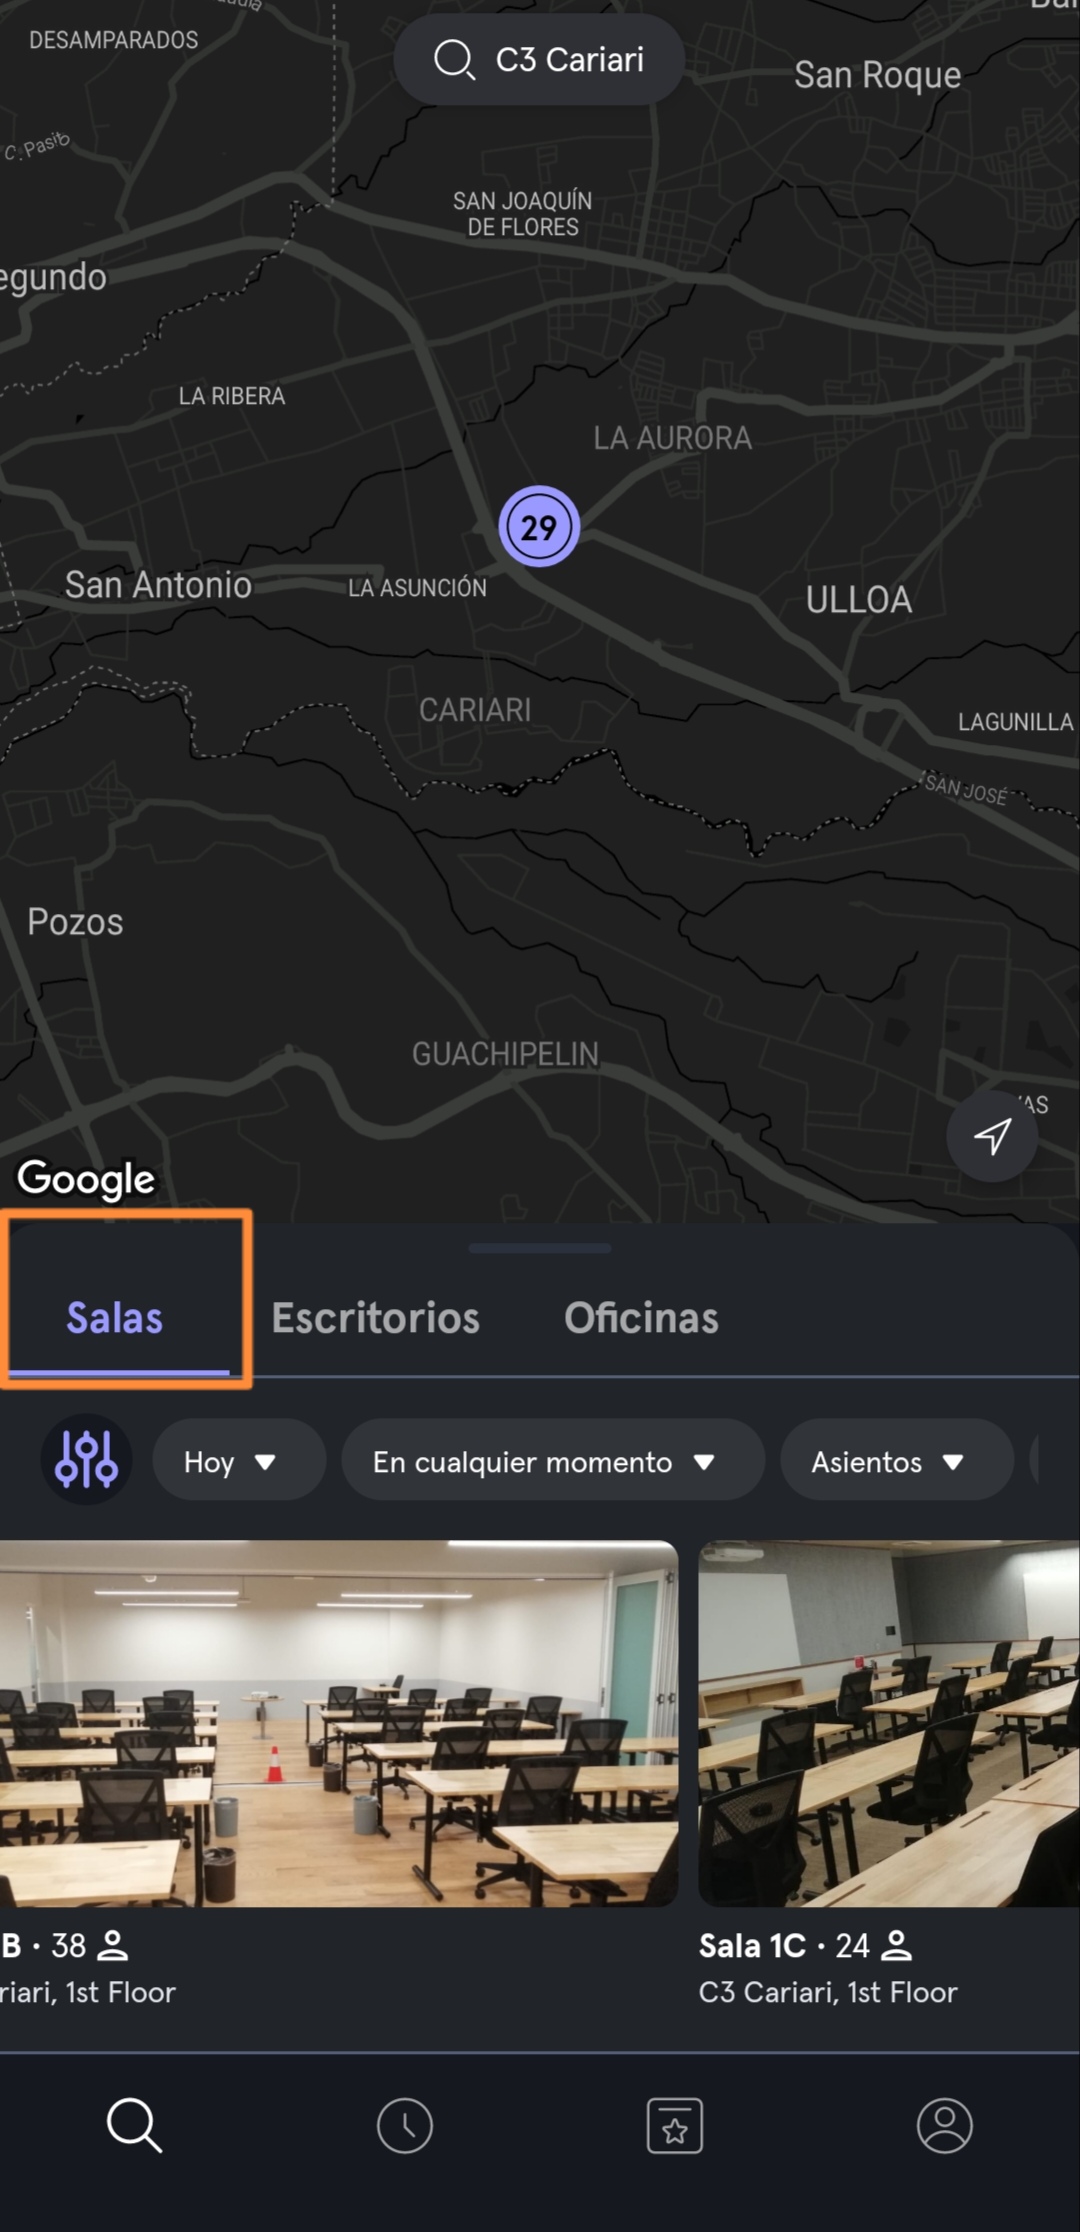 DESAMPARADOS
C3 Cariari
San Roque
C. Pasito
SAN JOAQUÍN
DE FLORES
egundo
LA RIBERA
LA AURORA
29
San Antonio
LA ASUNCIÓN
ULLOA
CARIARI
LAGUNILLA
SAN JOSÉ
Pozos
GUACHIPELIN
VAS
Google
Salas
Escritorios
Oficinas
Hoy
En cualquier momento
Asientos
B · 38
riari, 1st Floor
Sala 1C · 24
C3 Cariari, 1st Floor